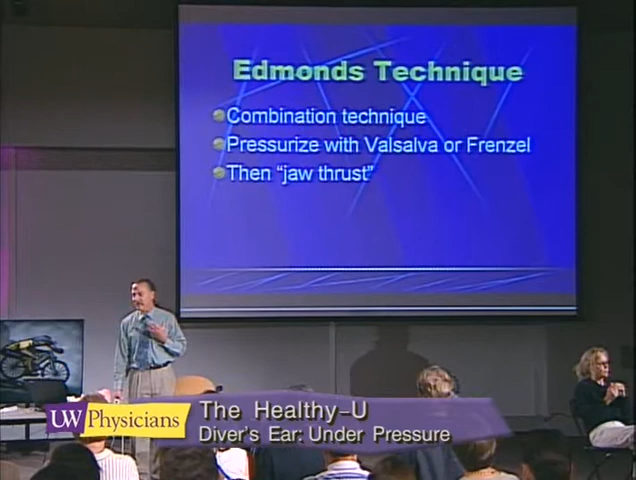 Edmonds Technique
Combination technique
Pressurize with Valsalva or Frenzel
Then “jaw thrust”
UW Physicians
The Healthy-U
Diver's Ear: Under Pressure